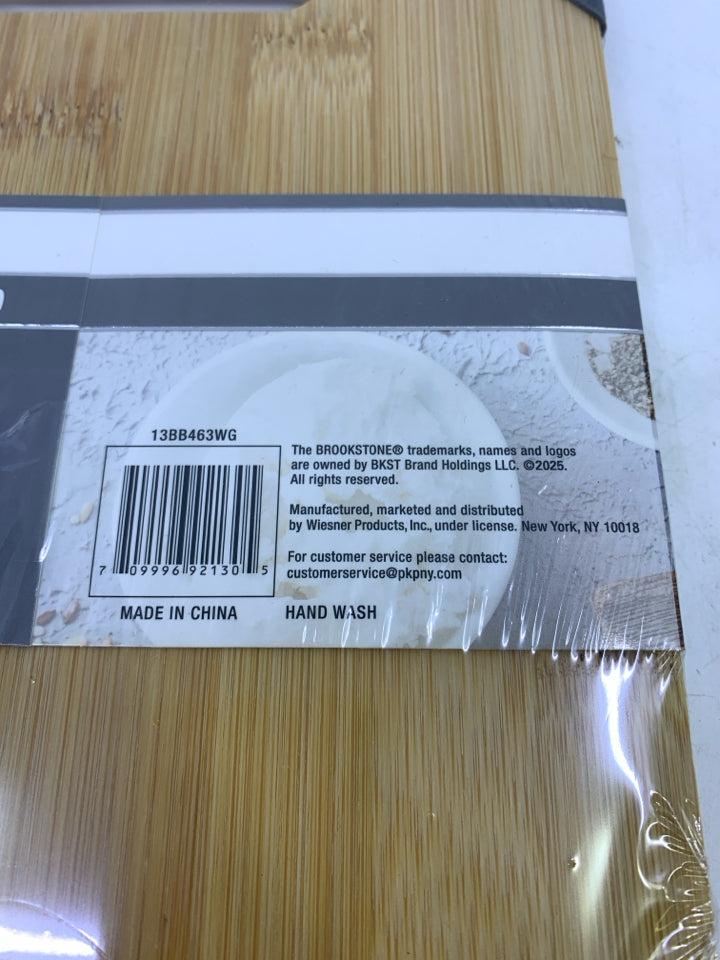 13BB463WG
The BROOKSTONE® trademarks, names and logos
are owned by BKST Brand Holdings LLC. ©2025.
All rights reserved.
Manufactured, marketed and distributed
by Wiesner Products, Inc., under license. New York, NY 10018
For customer service please contact:
customerservice@pkpny.com
7 09996 92130 5
MADE IN CHINA
HAND WASH